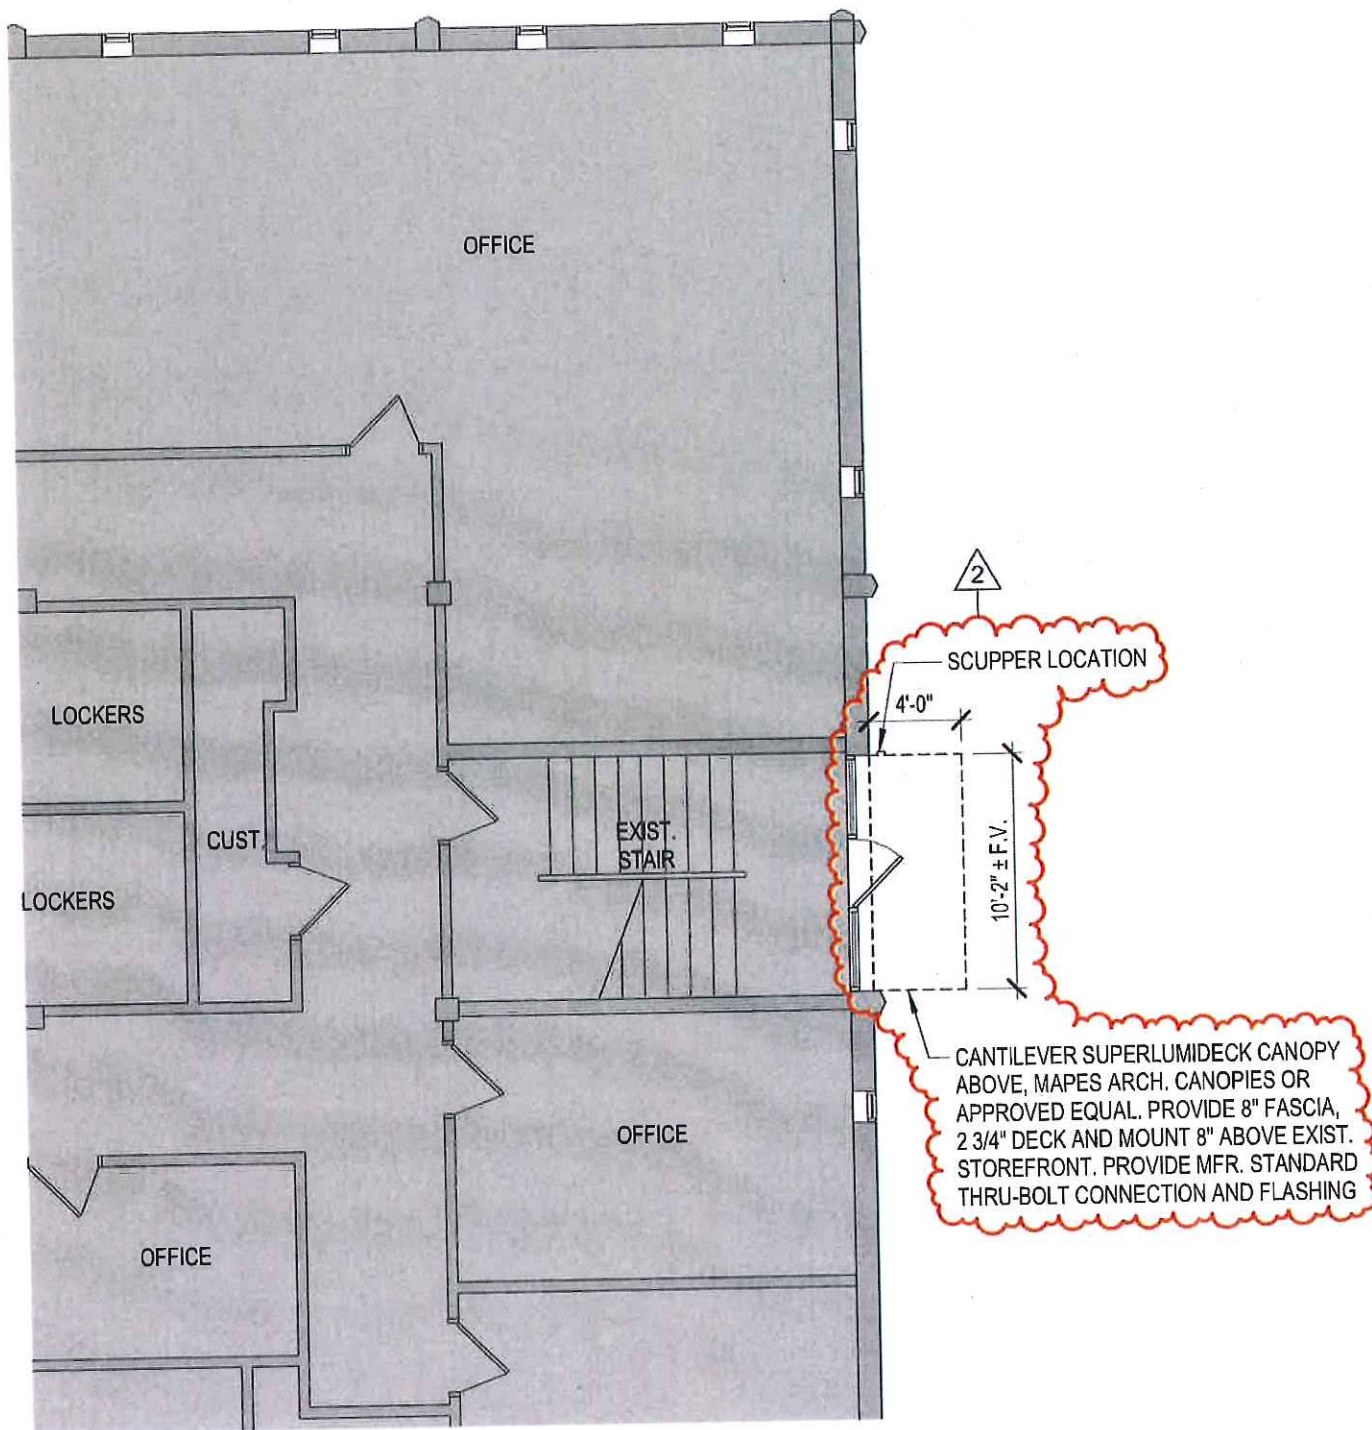 OFFICE
2
SCUPPER LOCATION
4'-0"
LOCKERS
EXIST.
STAIR
CUST.
10'-2" ± F.V.
LOCKERS
CANTILEVER SUPERLUMIDECK CANOPY
ABOVE, MAPES ARCH. CANOPIES OR
APPROVED EQUAL. PROVIDE 8" FASCIA,
2 3/4" DECK AND MOUNT 8" ABOVE EXIST.
STOREFRONT. PROVIDE MFR. STANDARD
THRU-BOLT CONNECTION AND FLASHING
OFFICE
OFFICE